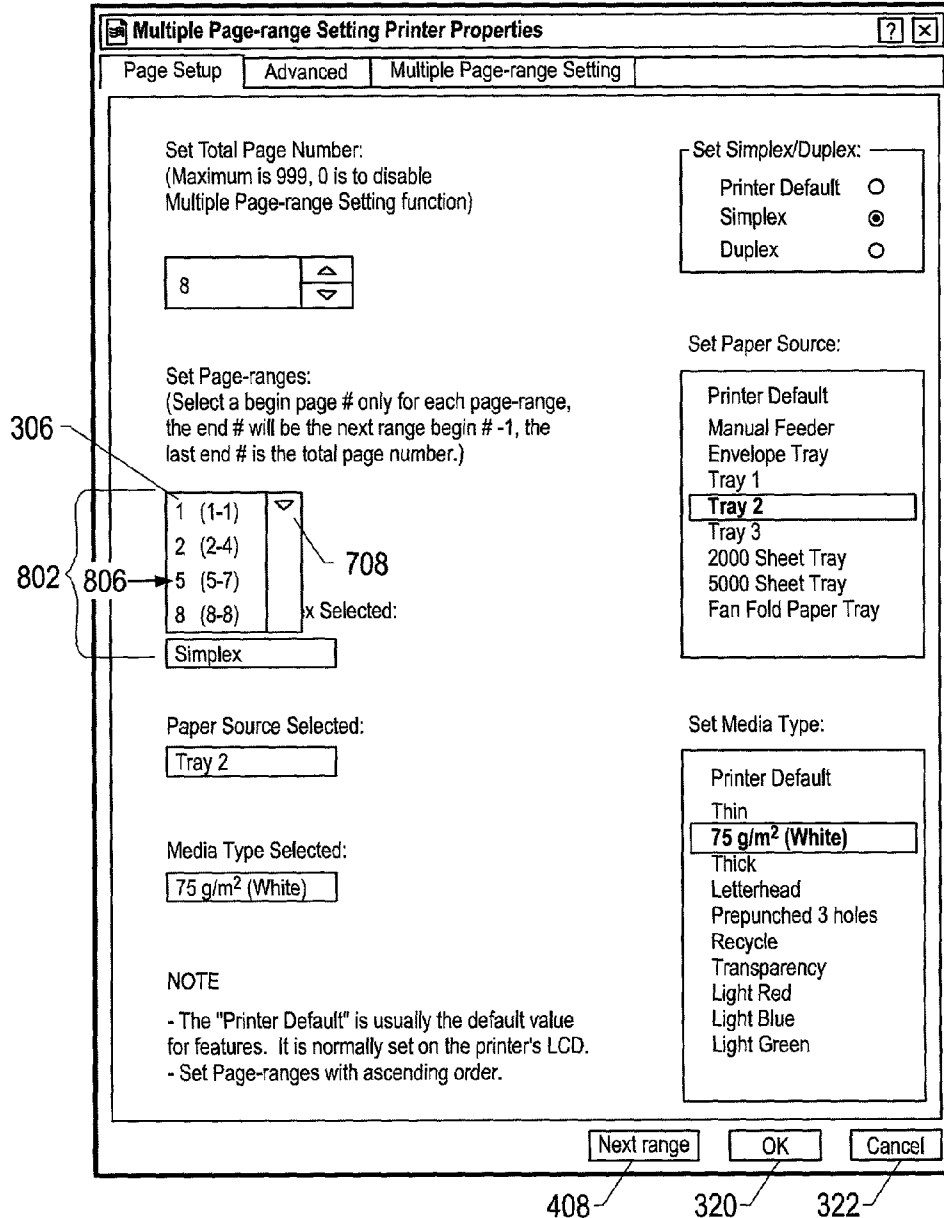 Multiple Page-range Setting Printer Properties
?
Page Setup
Advanced
Multiple Page-range Setting
Set Total Page Number:
(Maximum is 999, 0 is to disable
Multiple Page-range Setting function)
8
Set Page-ranges:
(Select a begin page # only for each page-range,
the end # will be the next range begin # -1, the
last end # is the total page number.)
306
1 (1-1)
2 (2-4)
5 (5-7)
8 (8-8)
708
802
806
x Selected:
Simplex
Paper Source Selected:
Tray 2
Media Type Selected:
75 g/m² (White)
NOTE
- The "Printer Default" is usually the default value
for features. It is normally set on the printer's LCD.
- Set Page-ranges with ascending order.
Set Simplex/Duplex:
Printer Default
Simplex
Duplex
Set Paper Source:
Printer Default
Manual Feeder
Envelope Tray
Tray 1
Tray 2
Tray 3
2000 Sheet Tray
5000 Sheet Tray
Fan Fold Paper Tray
Set Media Type:
Printer Default
Thin
75 g/m² (White)
Thick
Letterhead
Prepunched 3 holes
Recycle
Transparency
Light Red
Light Blue
Light Green
Next range
OK
Cancel
408
320
322